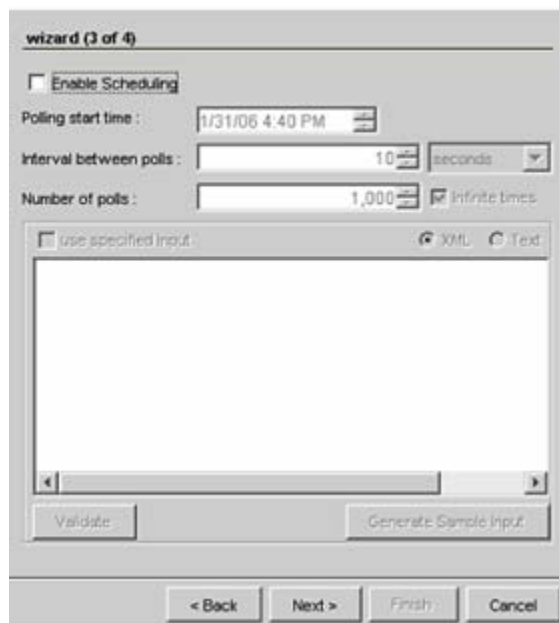 wizard (3 of 4)
Enable Scheduling
Polling start time : 1/31/06 4:40 PM
Interval between polls : 10 seconds
Number of polls : 1,000 Infinite times
use specified input XML Text
Validate Generate Sample Input
< Back Next > Finish Cancel